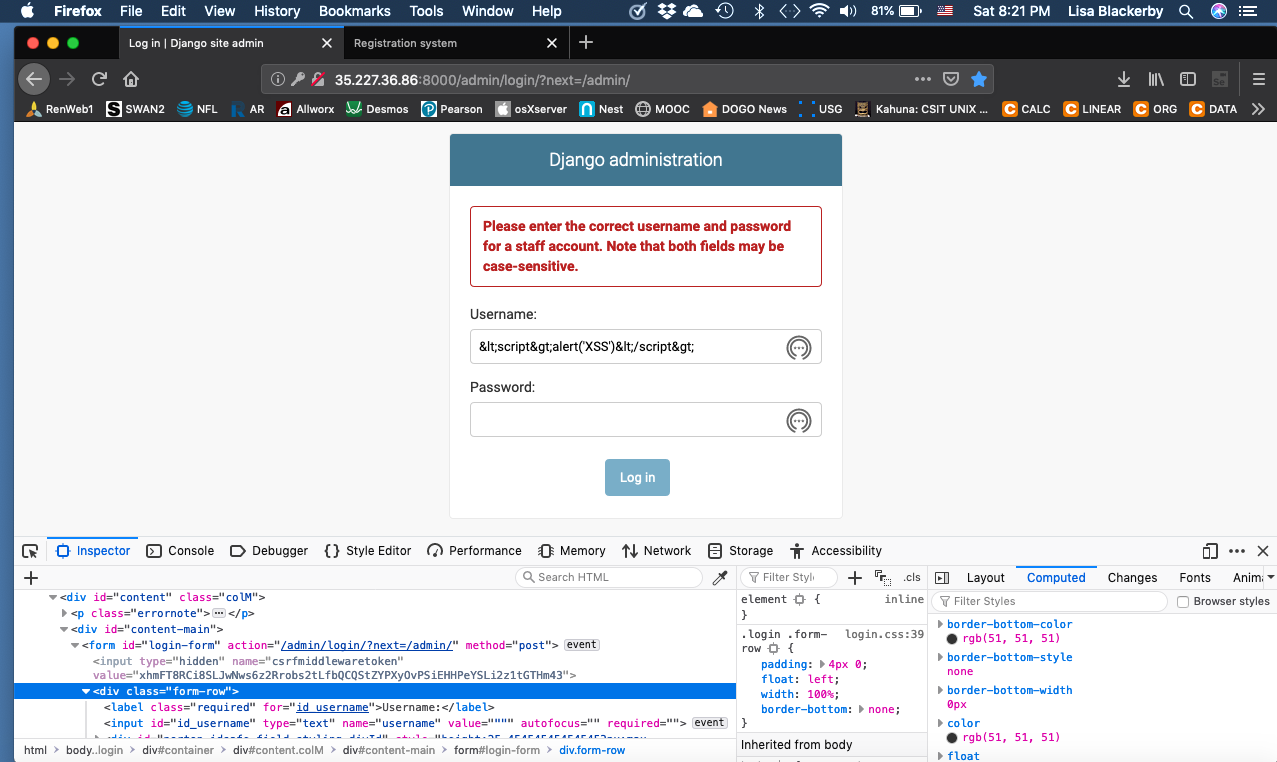 Firefox File Edit View History Bookmarks Tools Window Help 81% Sat 8:21 PM Lisa Blackerby
Log in | Django site admin
Registration system
35.227.36.86:8000/admin/login/?next=/admin/
RenWeb1 SWAN2 NFL AR Allworx Desmos Pearson osXserver Nest MOOC DOGO News USG Kahuna: CSIT UNIX ... CALC LINEAR ORG DATA
Django administration
Please enter the correct username and password
for a staff account. Note that both fields may be
case-sensitive.
Username:
&lt;script&gt;alert('XSS')&lt;/script&gt;
Password:
Log in
Inspector Console Debugger Style Editor Performance Memory Network Storage Accessibility
Search HTML
<div id="content" class="colM">
<p class="errornote"></p>
<div id="content-main">
<form id="login-form" action="/admin/login/?next=/admin/" method="post"> event
<input type="hidden" name="csrfmiddlewaretoken"
value="xhmFT8RCi8SLJwNws6z2Rrobs2tLfbQCQStZYPXyOvPSiEHHPeYSLi2z1tGTHm43">
<div class="form-row">
<label class="required" for="id_username">Username:</label>
<input id="id_username" type="text" name="username" value="""" autofocus="" required=""> event
html body..login div#container div#content.colM div#content-main form#login-form div.form-row
Filter Style
.cls
element { inline
}
.login .form-row { login.css:39
padding: 4px 0;
float: left;
width: 100%;
border-bottom: none;
}
Inherited from body
Layout Computed Changes Fonts Anim
Filter Styles Browser styles
border-bottom-color
rgb(51, 51, 51)
border-bottom-style
none
border-bottom-width
0px
color
rgb(51, 51, 51)
float